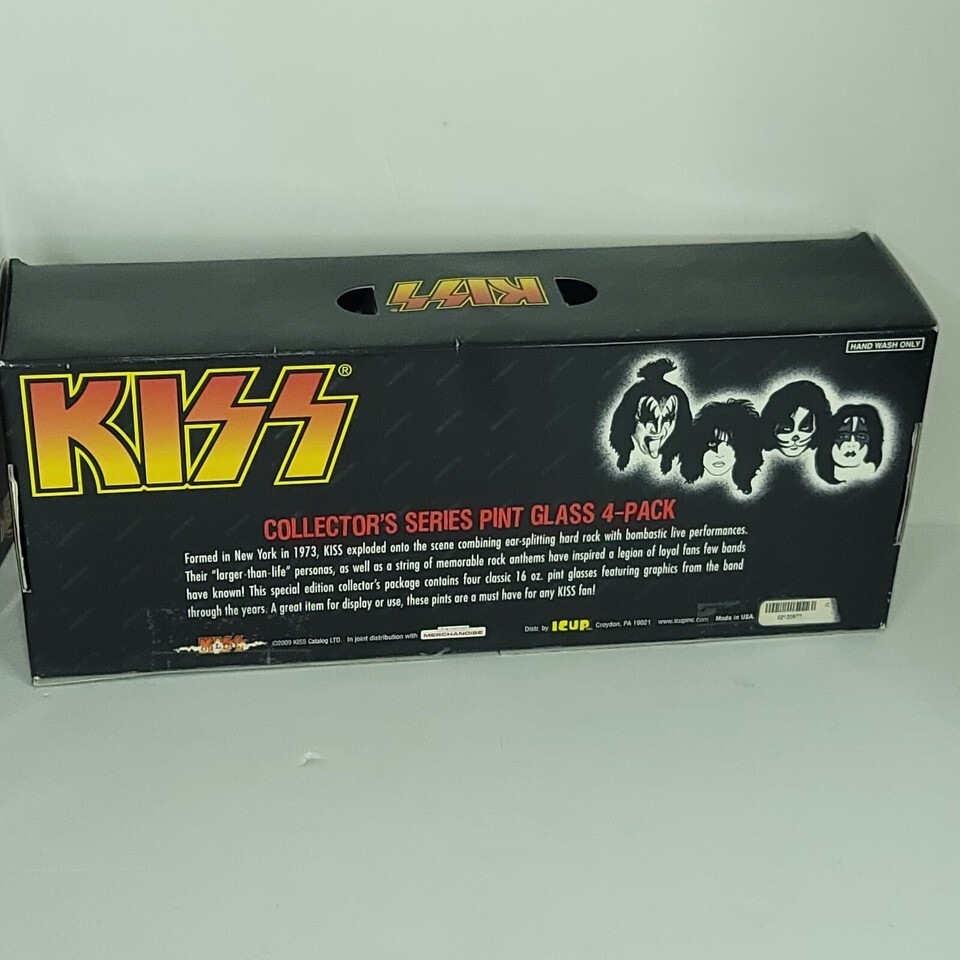 KISS
HAND WASH ONLY
KISS®
COLLECTOR'S SERIES PINT GLASS 4-PACK
Formed in New York in 1973, KISS exploded onto the scene combining ear-splitting hard rock with bombastic live performances.
Their "larger-than-life" personas, as well as a string of memorable rock anthems have inspired a legion of loyal fans few bands
have known! This special edition collector's package contains four classic 16 oz. pint glasses featuring graphics from the band
through the years. A great item for display or use, these pints are a must have for any KISS fan!
KISS
©2009 KISS Catalog LTD. In joint distribution with
MERCHANDISE
Distr. by ICUP Croydon, PA 19021 www.icupinc.com Made in USA.